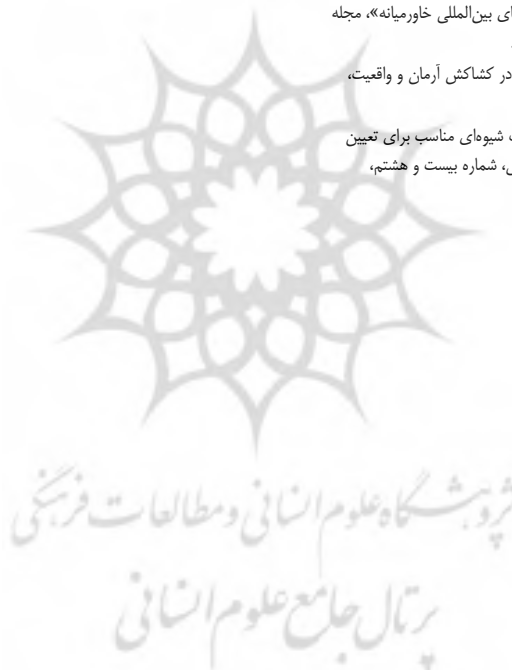 ای بین‌المللی خاورمیانه»، مجله
در کشاکش آرمان و واقعیت،
شیوه‌ای مناسب برای تعیین
شماره بیست و هشتم،
پژوهشگاه علوم انسانی و مطالعات فرهنگی
پرتال جامع علوم انسانی